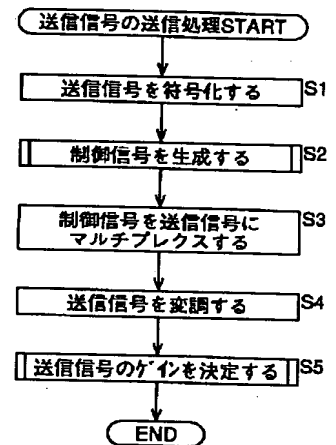 送信信号の送信処理START
送信信号を符号化する S1
制御信号を生成する S2
制御信号を送信信号に S3
マルチプレクスする
送信信号を変調する S4
送信信号のゲインを決定する S5
END